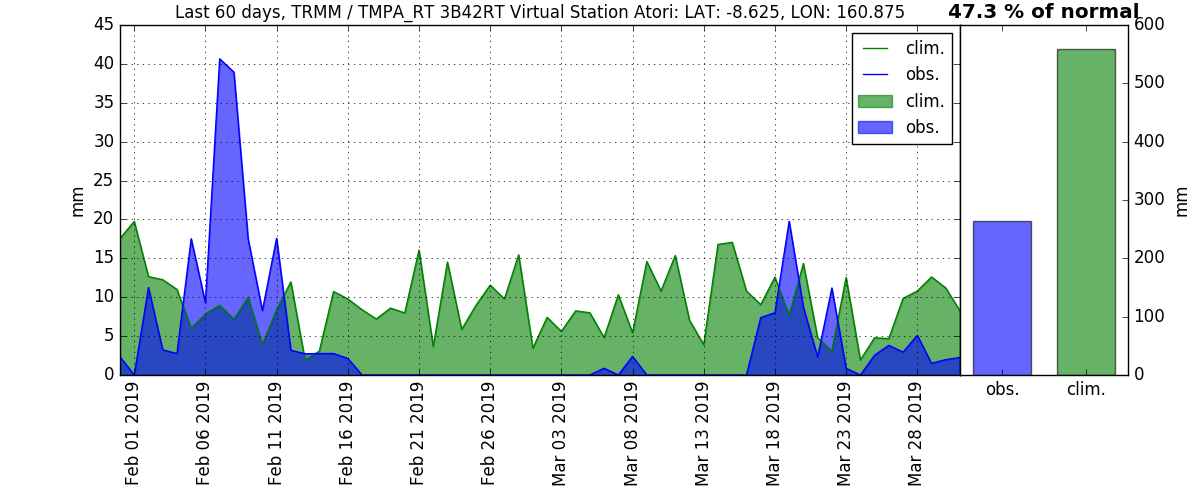 Last 60 days, TRMM / TMPA_RT 3B42RT Virtual Station Atori: LAT: -8.625, LON: 160.875
47.3 % of normal
45
40
35
30
25
20
15
10
5
0
mm
clim.
obs.
clim.
obs.
600
500
400
300
200
100
0
mm
obs.
clim.
Feb 01 2019
Feb 06 2019
Feb 11 2019
Feb 16 2019
Feb 21 2019
Feb 26 2019
Mar 03 2019
Mar 08 2019
Mar 13 2019
Mar 18 2019
Mar 23 2019
Mar 28 2019